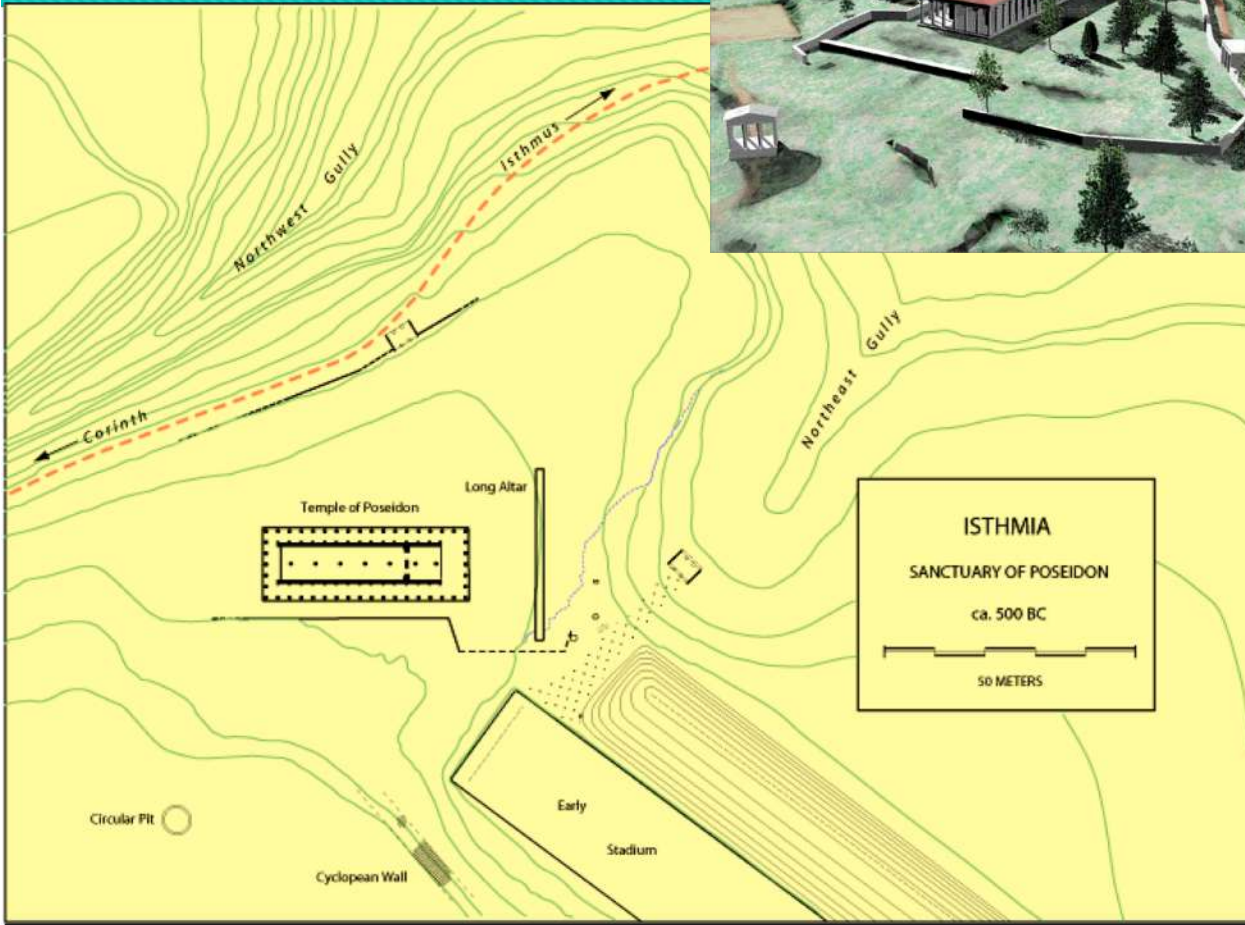 Northwest Gully
Isthmus
Corinth
Northeast Gully
Long Altar
Temple of Poseidon
ISTHMIA
SANCTUARY OF POSEIDON
ca. 500 BC
50 METERS
Early
Stadium
Circular Pit
Cyclopean Wall